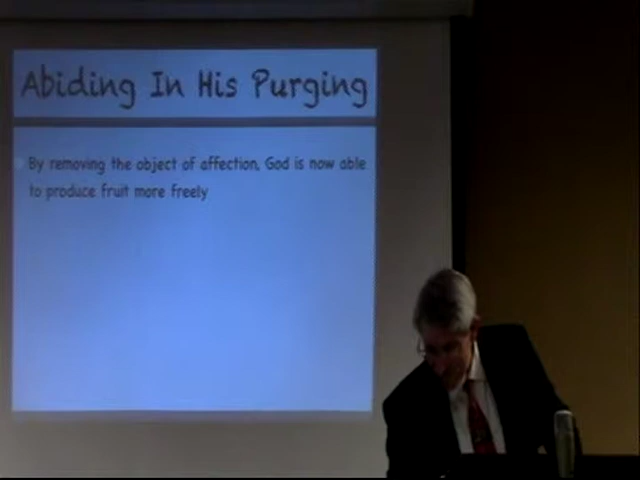 Abiding In His Purging
By removing the object of affection, God is now able
to produce fruit more freely